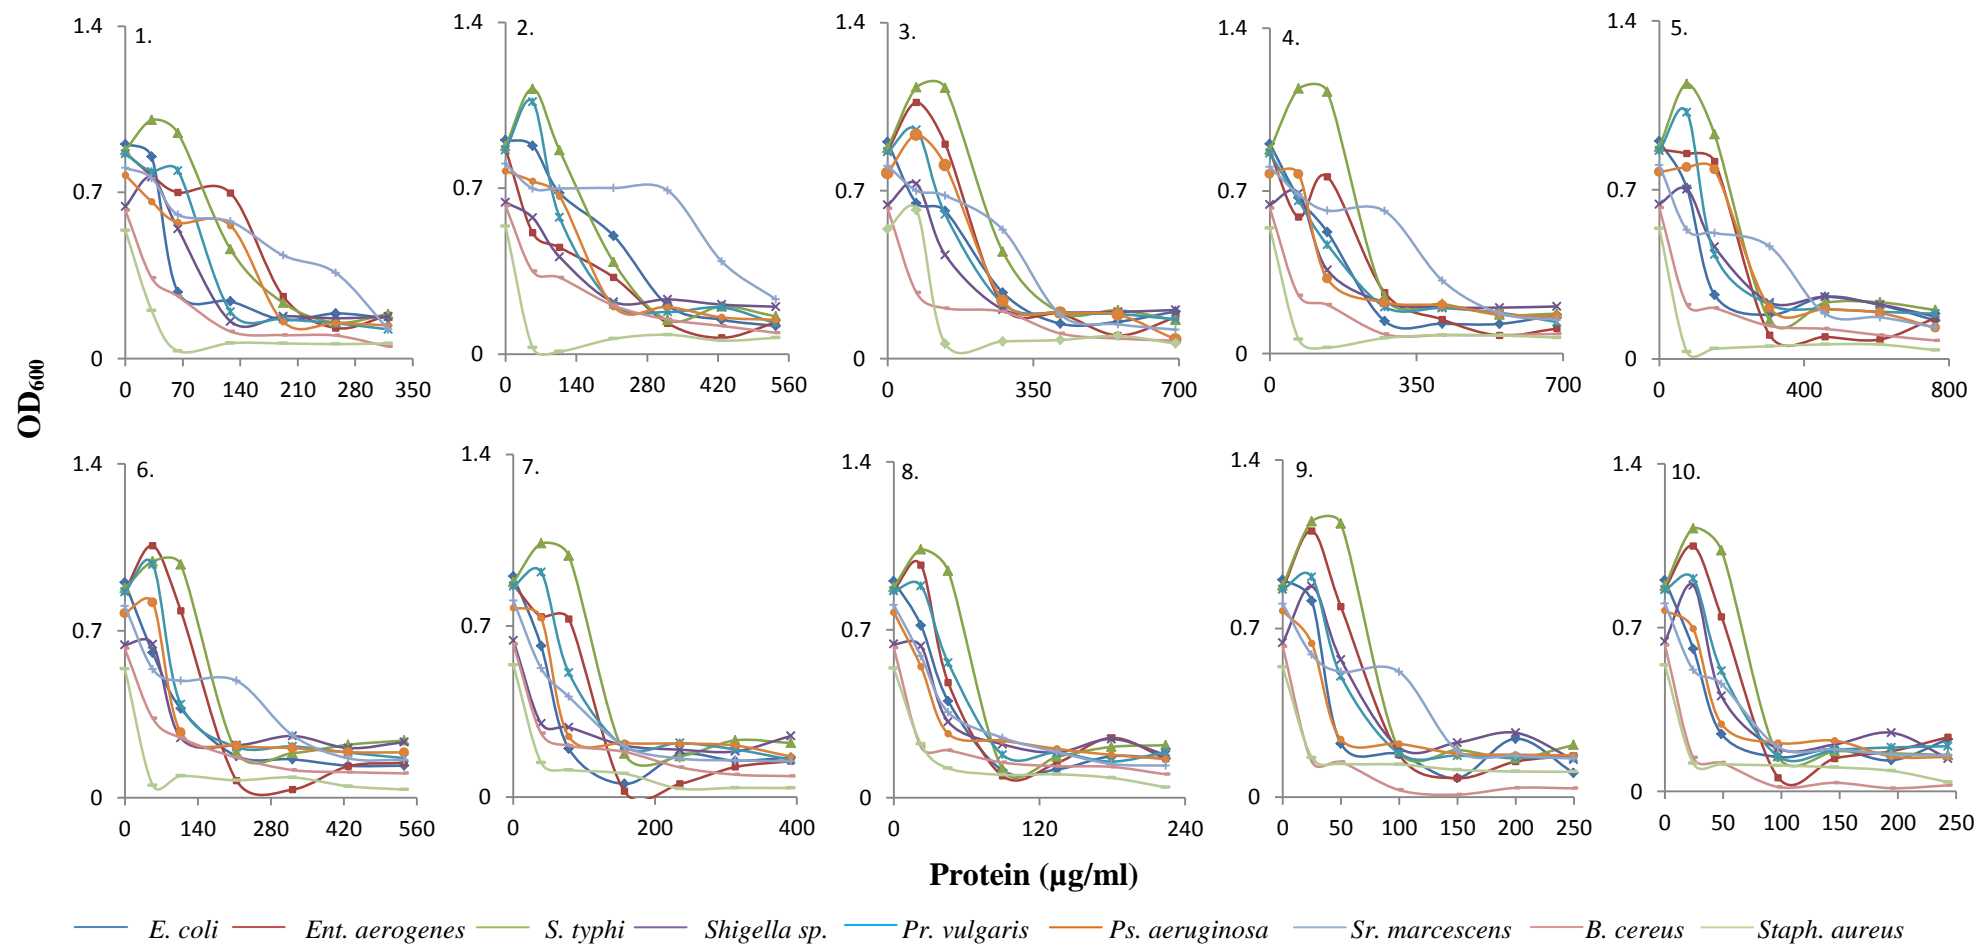 1.4 1.4 1.4 1.4 1.4
1. 2. 3. 4. 5.
0.7 0.7 0.7 0.7 0.7
0 0 0 0 0
0 70 140 210 280 350 0 140 280 420 560 0 350 700 0 350 700 0 400 800
OD600
1.4 1.4 1.4 1.4 1.4
6. 7. 8. 9. 10.
0.7 0.7 0.7 0.7 0.7
0 0 0 0 0
0 140 280 420 560 0 200 400 0 120 240 0 50 100 150 200 250 0 50 100 150 200 250
Protein (µg/ml)
E. coli Ent. aerogenes S. typhi Shigella sp. Pr. vulgaris Ps. aeruginosa Sr. marcescens B. cereus Staph. aureus